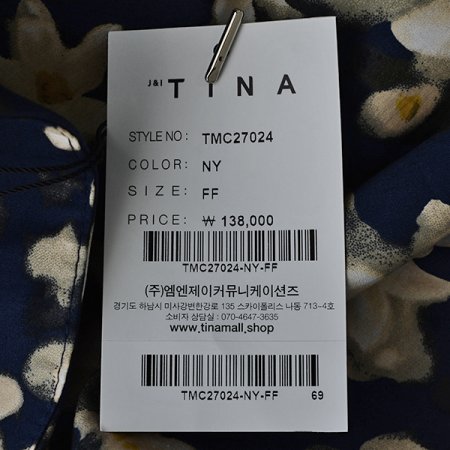 J&I TINA
STYLE NO: TMC27024
COLOR: NY
SIZE: FF
PRICE: ₩ 138,000
TMC27024-NY-FF
(주)엠엔제이커뮤니케이션즈
경기도 하남시 미사강변한강로 135 스카이폴리스 나동 713-4호
소비자 상담실 : 070-4647-3635
www.tinamall.shop
TMC27024-NY-FF 69